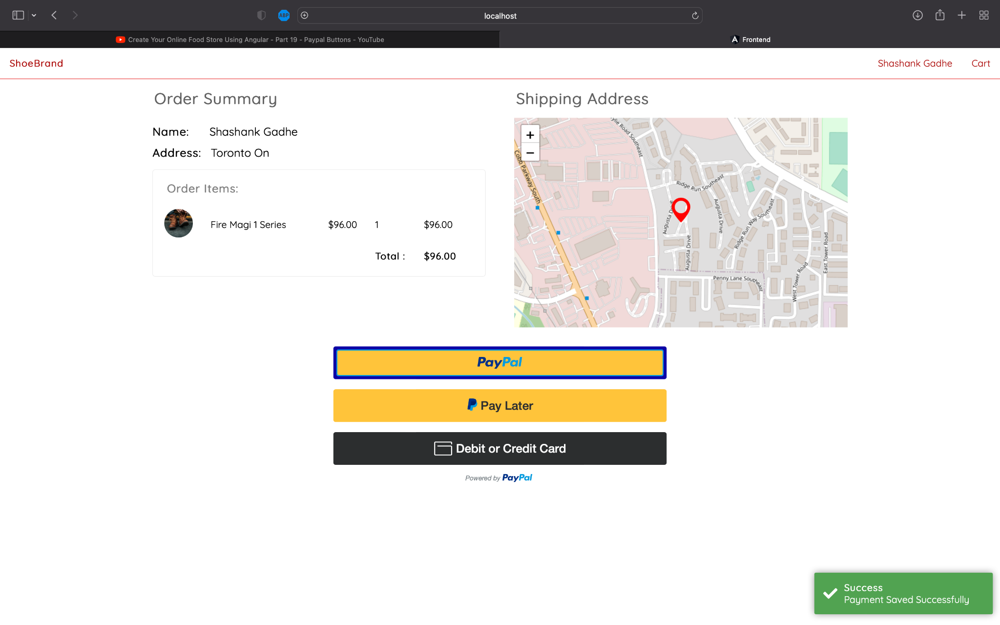 ABP
localhost
Create Your Online Food Store Using Angular - Part 19 - Paypal Buttons - YouTube
Frontend
ShoeBrand
Shashank Gadhe
Cart
Order Summary
Name: Shashank Gadhe
Address: Toronto On
Order Items:
Fire Magi 1 Series $96.00 1 $96.00
Total : $96.00
Shipping Address
+
−
Cobb Parkway South
ylie Road Southeast
Ridge Run Southeast
Augusta Drive
Augusta Drive
Augusta Drive
Ridge Run Way Southeast
Penny Lane Southeast
West Tower Road
East Tower Road
PayPal
Pay Later
Debit or Credit Card
Powered by PayPal
Success
Payment Saved Successfully